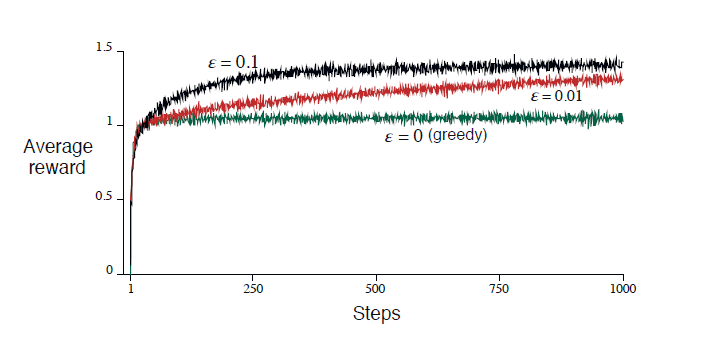 1.5
ε = 0.1
1
ε = 0.01
Average
reward
ε = 0 (greedy)
0.5
0
1 250 500 750 1000
Steps